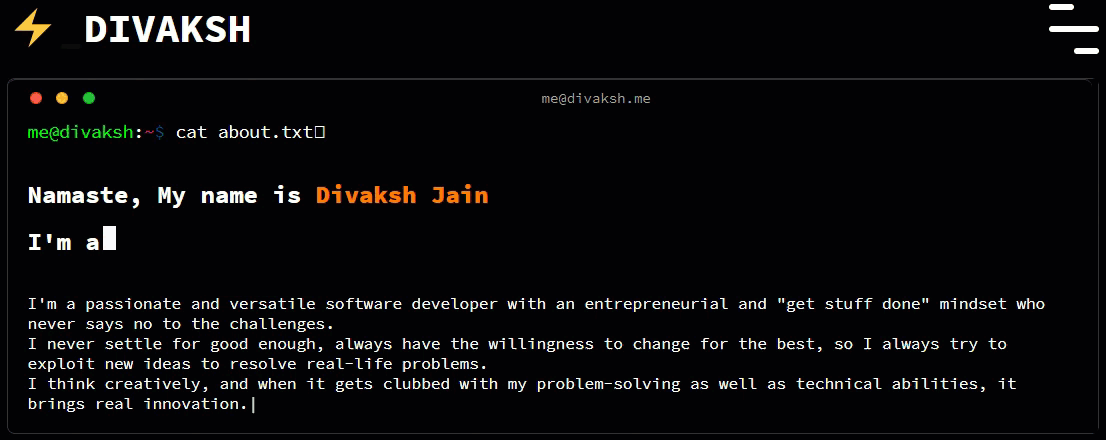 _DIVAKSH
me@divaksh.me
me@divaksh:~$ cat about.txt
Namaste, My name is Divaksh Jain
I'm a
I'm a passionate and versatile software developer with an entrepreneurial and "get stuff done" mindset who
never says no to the challenges.
I never settle for good enough, always have the willingness to change for the best, so I always try to
exploit new ideas to resolve real-life problems.
I think creatively, and when it gets clubbed with my problem-solving as well as technical abilities, it
brings real innovation.|